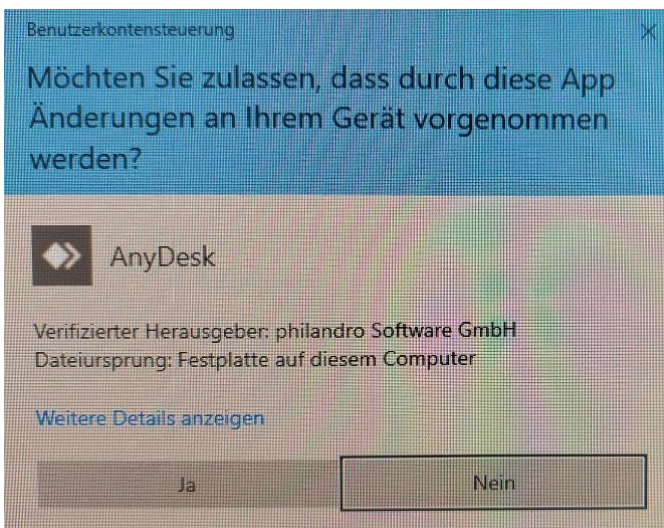 Benutzerkontensteuerung
Möchten Sie zulassen, dass durch diese App
Änderungen an Ihrem Gerät vorgenommen
werden?
AnyDesk
Verifizierter Herausgeber: philandro Software GmbH
Dateiursprung: Festplatte auf diesem Computer
Weitere Details anzeigen
Ja
Nein